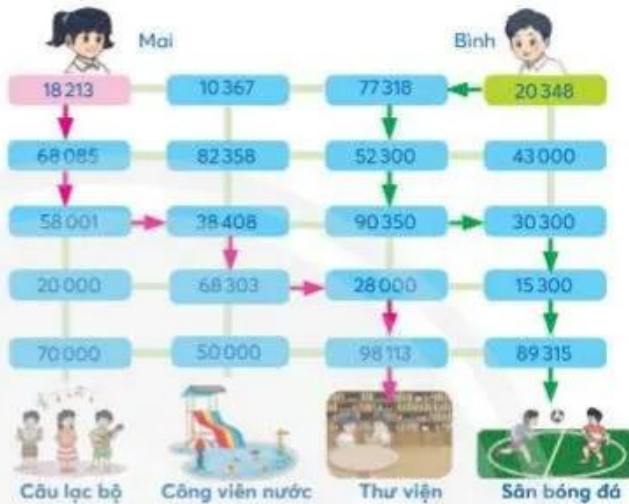 Mai Bình
18 213 10 367 77 318 20 348
68 085 82 358 52 300 43 000
58 001 38 408 90 350 30 300
20 000 68 303 28 000 15 300
70 000 50 000 98 113 89 315
Câu lạc bộ Công viên nước Thư viện Sân bóng đá